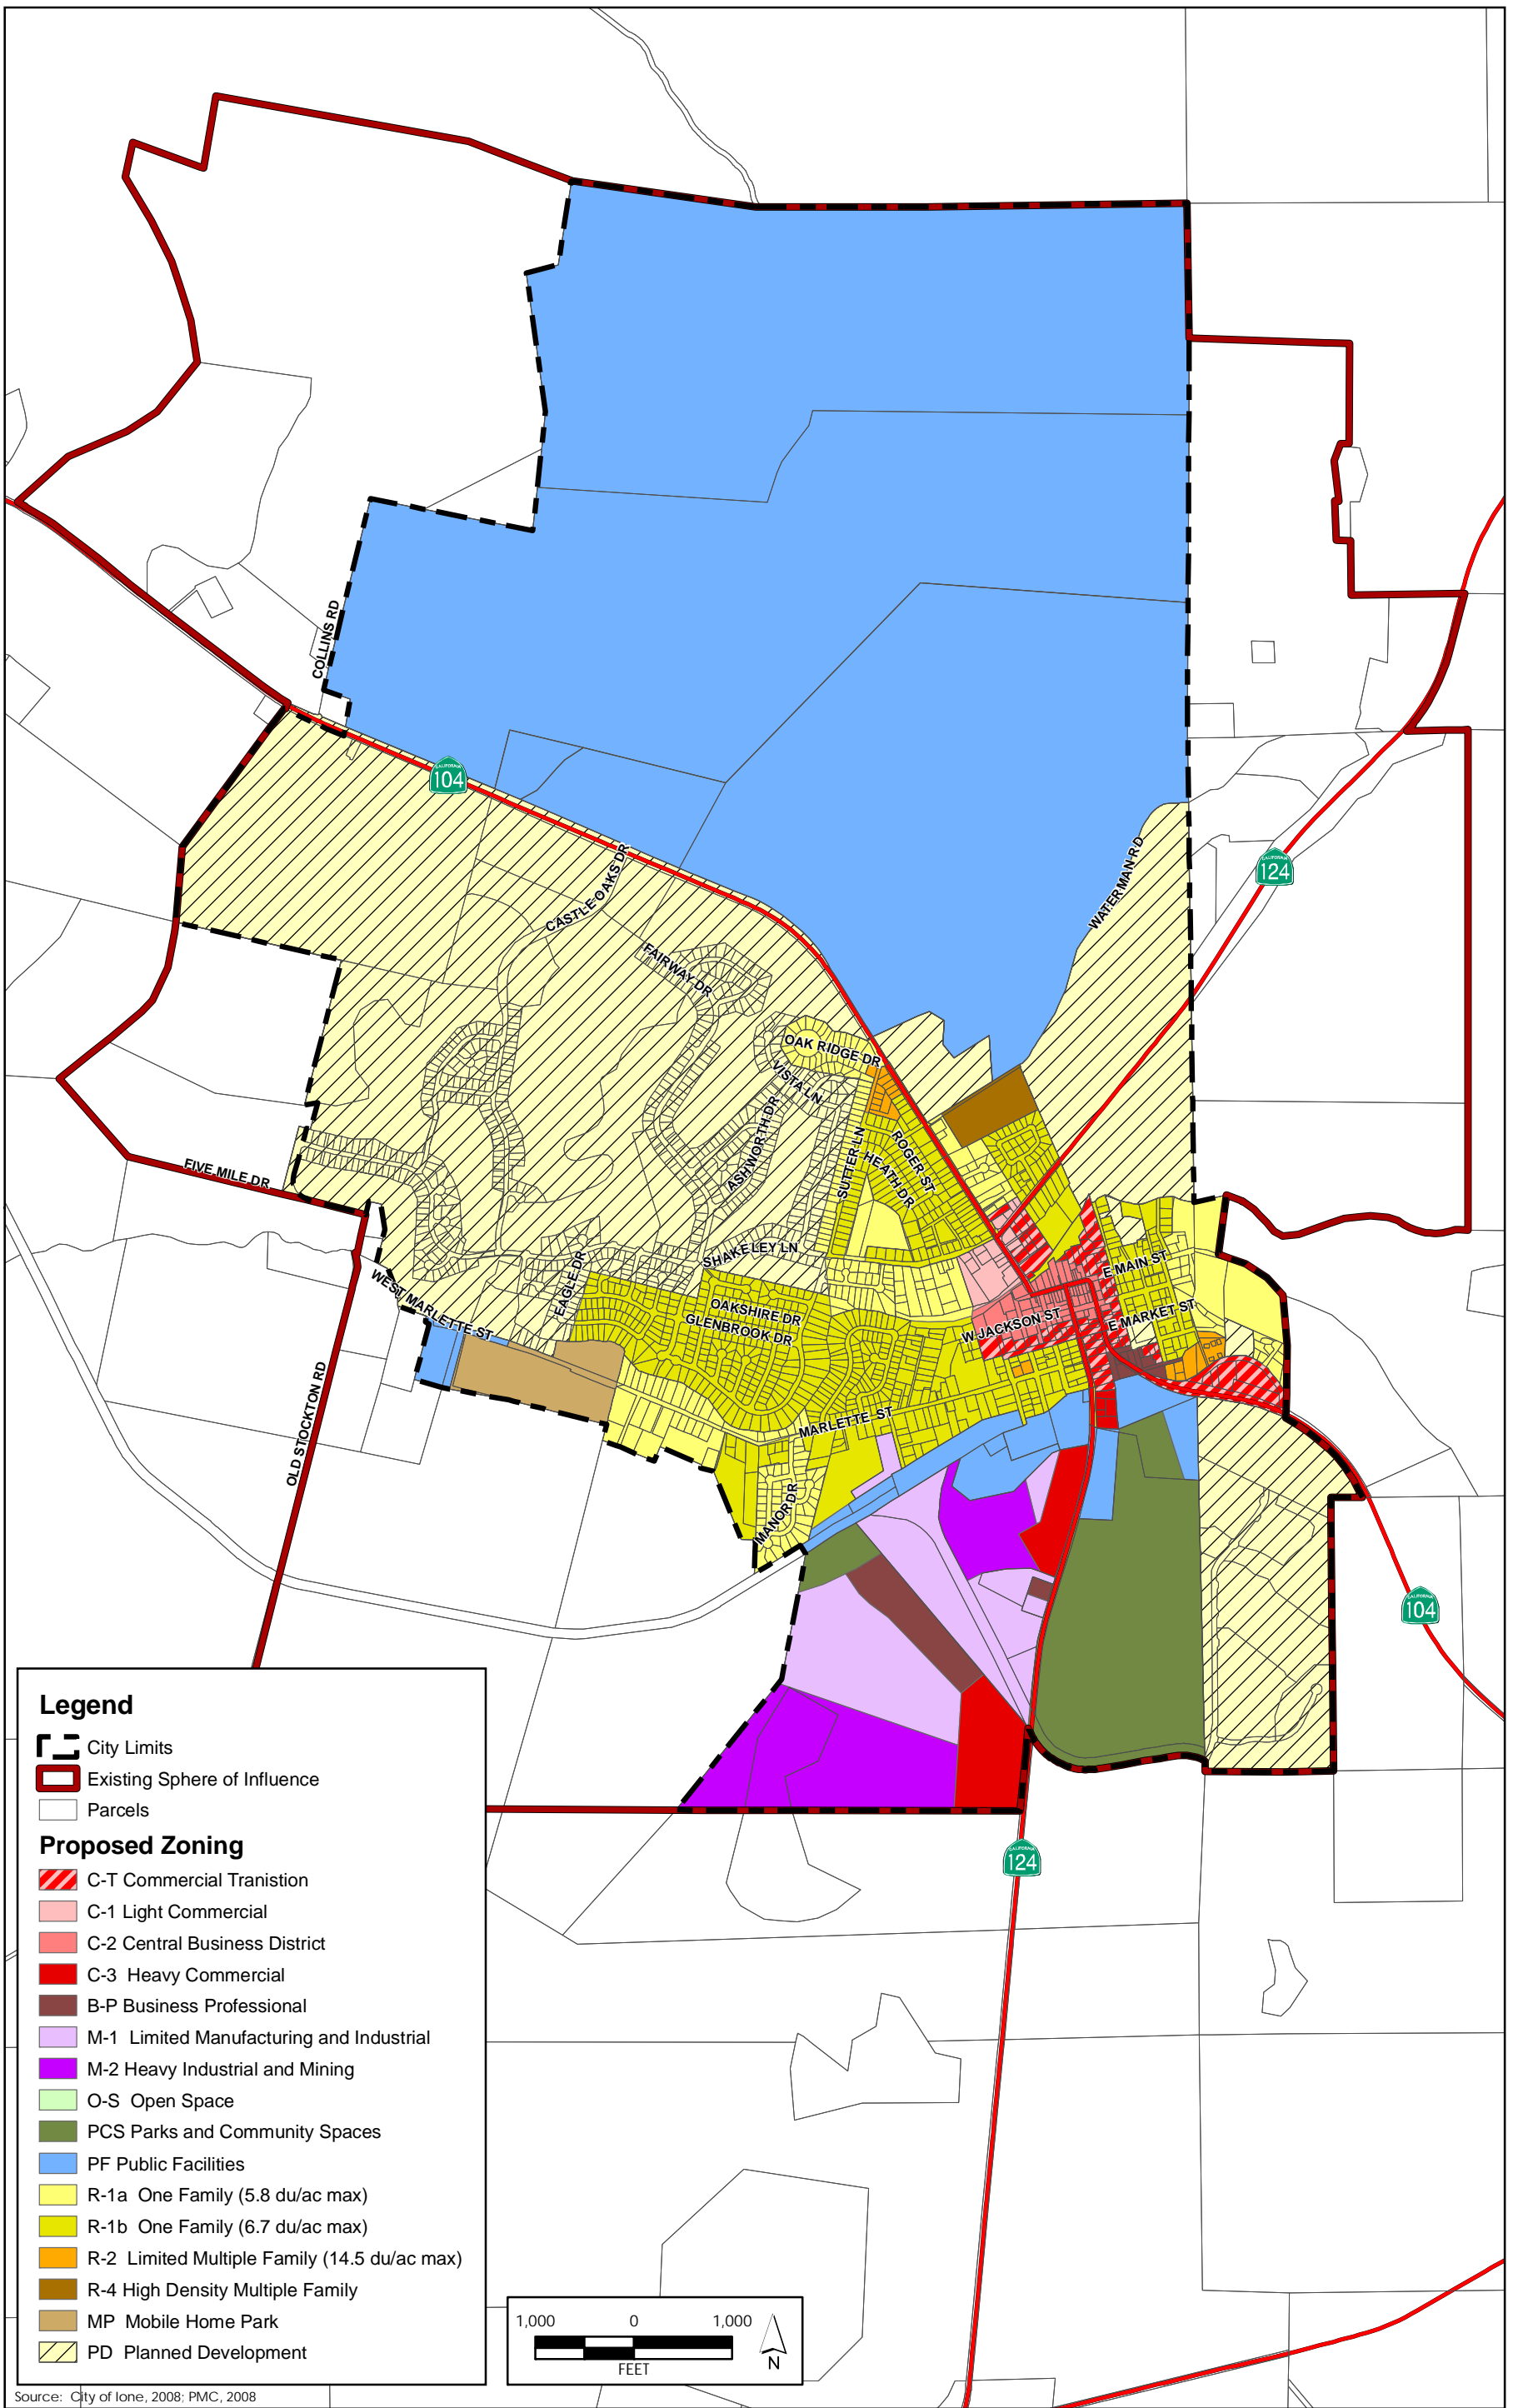 COLLINS RD
CALIFORNIA
104
CASTLE OAKS DR
WATERMAN RD
CALIFORNIA
124
FAIRWAY DR
OAK RIDGE DR
VISTA LN
ASHWORTH DR
SUTTER LN
ROGER ST
HEATH DR
FIVE MILE DR
SHAKELEY LN
E MAIN ST
EAGLE DR
WEST MARLETTE ST
OAKSHIRE DR
GLENBROOK DR
W JACKSON ST
E MARKET ST
OLD STOCKTON RD
MARLETTE ST
MANOR DR
CALIFORNIA
104
CALIFORNIA
124
Legend
City Limits
Existing Sphere of Influence
Parcels
Proposed Zoning
C-T Commercial Tranistion
C-1 Light Commercial
C-2 Central Business District
C-3 Heavy Commercial
B-P Business Professional
M-1 Limited Manufacturing and Industrial
M-2 Heavy Industrial and Mining
O-S Open Space
PCS Parks and Community Spaces
PF Public Facilities
R-1a One Family (5.8 du/ac max)
R-1b One Family (6.7 du/ac max)
R-2 Limited Multiple Family (14.5 du/ac max)
R-4 High Density Multiple Family
MP Mobile Home Park
PD Planned Development
1,000 0 1,000
FEET
N
Source: City of Ione, 2008; PMC, 2008